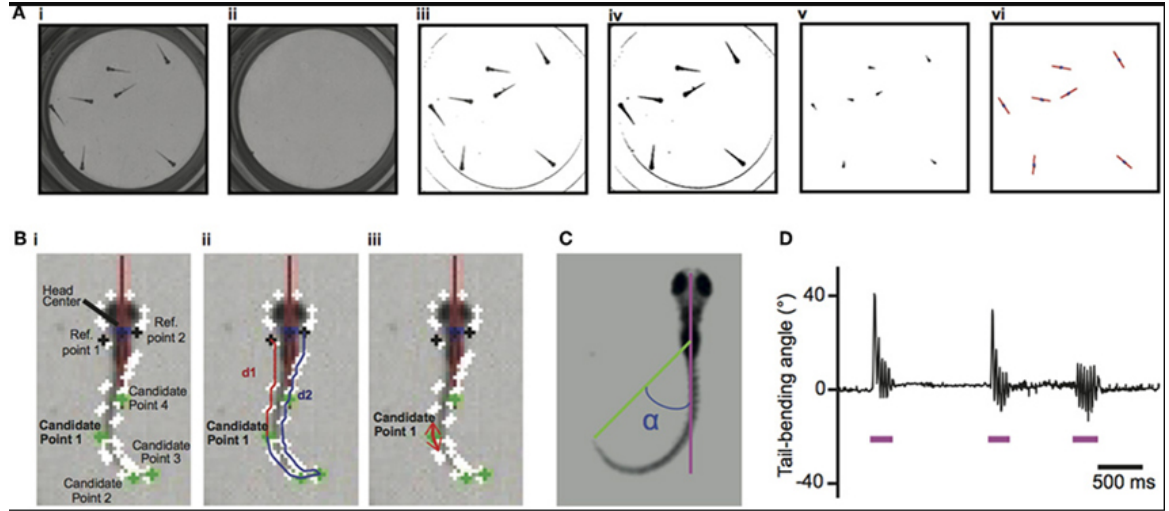 A
i
ii
iii
iv
v
vi
B
i
Head
Center
Ref.
point 1
Ref.
point 2
Candidate
Point 4
Candidate
Point 1
Candidate
Point 3
Candidate
Point 2
ii
d1
d2
Candidate
Point 1
iii
Candidate
Point 1
C
α
D
Tail-bending angle (°)
40
0
-40
500 ms